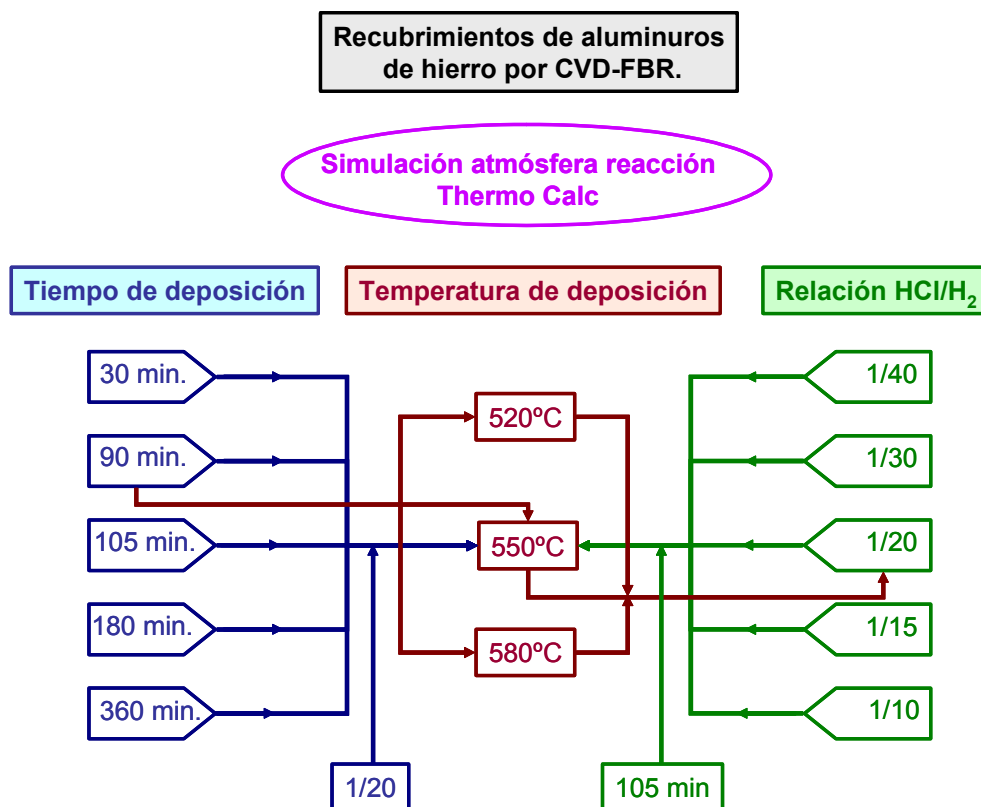 Recubrimientos de aluminuros
de hierro por CVD-FBR.
Simulación atmósfera reacción
Thermo Calc
Tiempo de deposición
Temperatura de deposición
Relación HCl/H₂
30 min.
90 min.
105 min.
180 min.
360 min.
520ºC
550ºC
580ºC
1/40
1/30
1/20
1/15
1/10
1/20
105 min